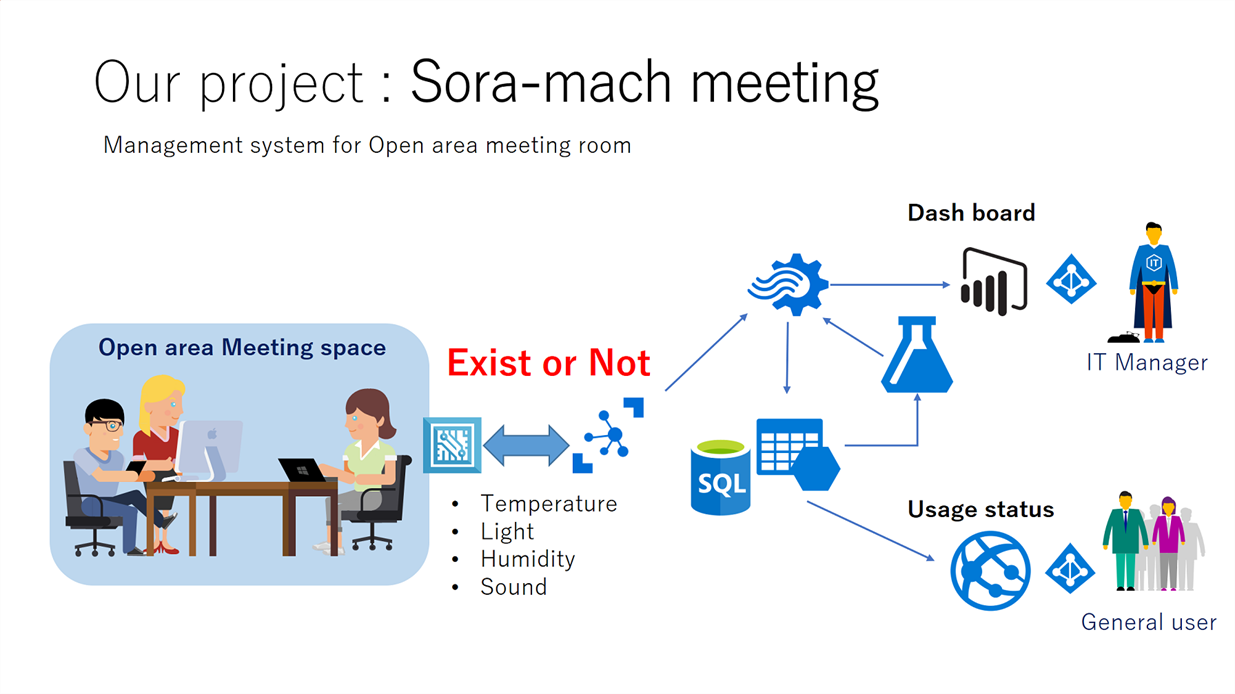 Our project : Sora-mach meeting
Management system for Open area meeting room
Dash board
IT
IT Manager
Open area Meeting space
Exist or Not
• Temperature
• Light
• Humidity
• Sound
SQL
Usage status
General user